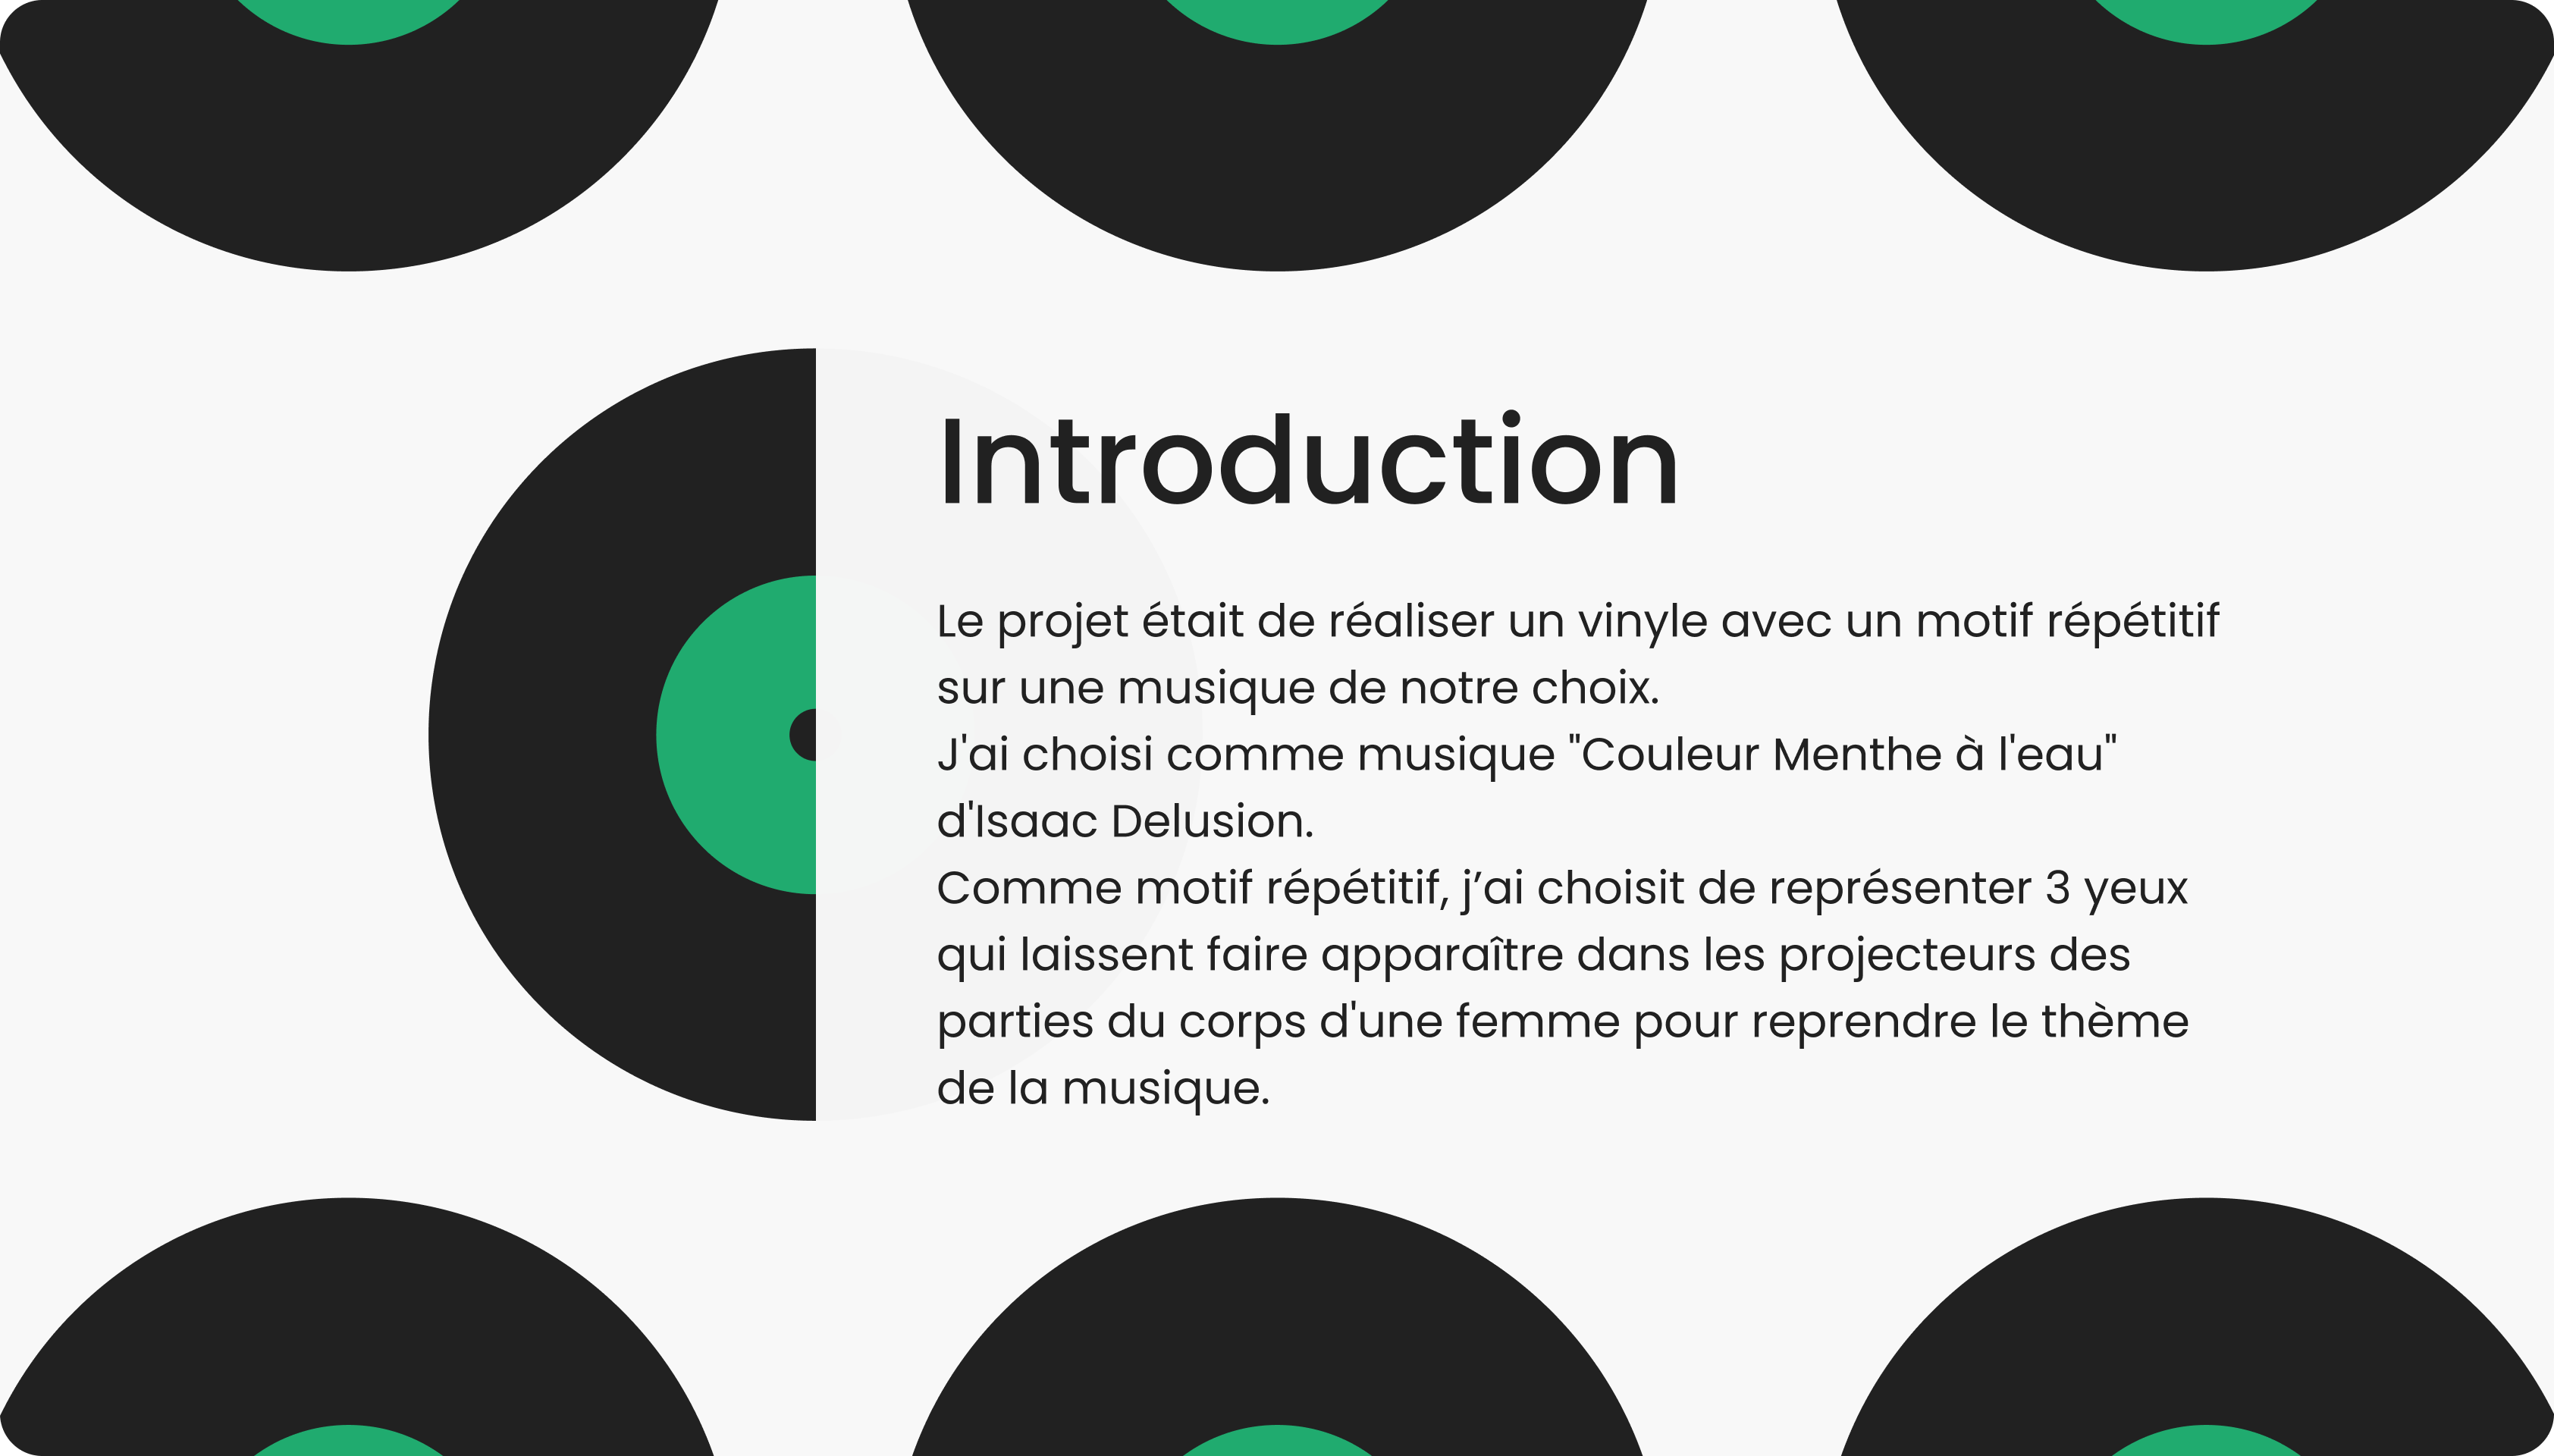 Introduction
Le projet était de réaliser un vinyle avec un motif répétitif
sur une musique de notre choix.
J'ai choisi comme musique "Couleur Menthe à l'eau"
d'Isaac Delusion.
Comme motif répétitif, j’ai choisit de représenter 3 yeux
qui laissent faire apparaître dans les projecteurs des
parties du corps d'une femme pour reprendre le thème
de la musique.